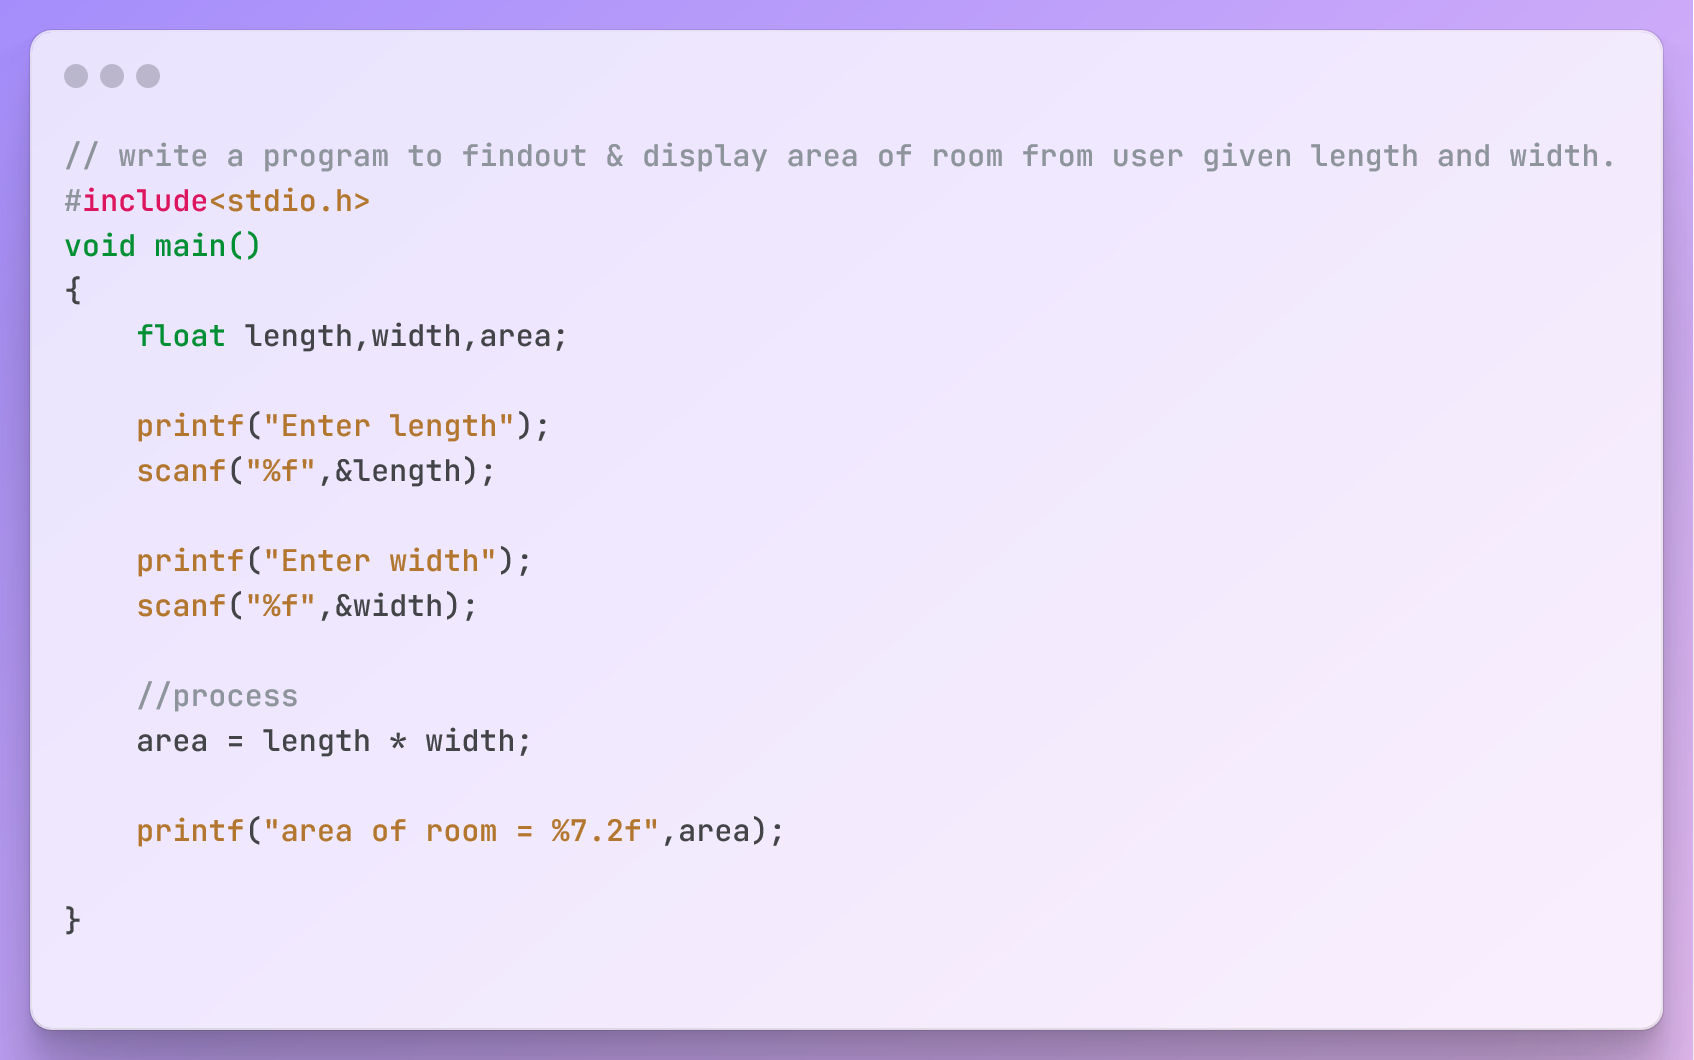 // write a program to findout & display area of room from user given length and width.
#include<stdio.h>
void main()
{
    float length,width,area;
    printf("Enter length");
    scanf("%f",&length);
    printf("Enter width");
    scanf("%f",&width);
    //process
    area = length * width;
    printf("area of room = %7.2f",area);
}